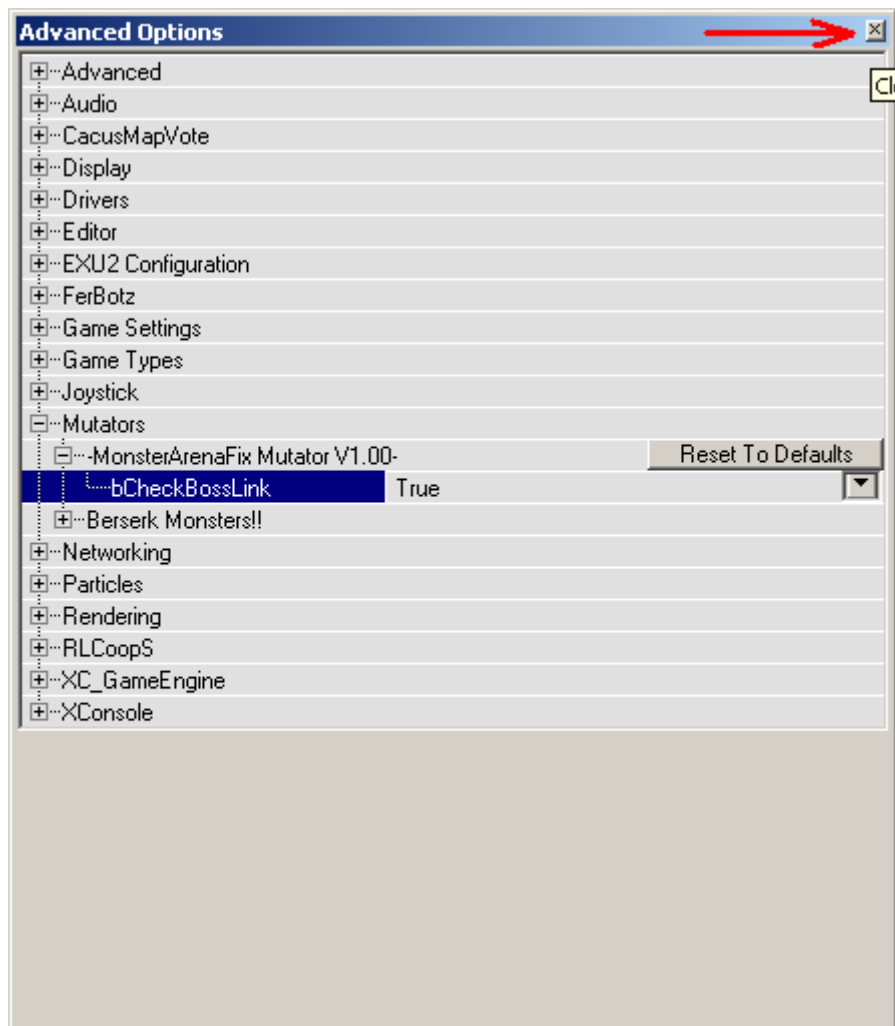 Advanced Options
Advanced
Audio
CacusMapVote
Display
Drivers
Editor
EXU2 Configuration
FerBotz
Game Settings
Game Types
Joystick
Mutators
-MonsterArenaFix Mutator V1.00- Reset To Defaults
bCheckBossLink True
Berserk Monsters!!
Networking
Particles
Rendering
RLCoopS
XC_GameEngine
XConsole